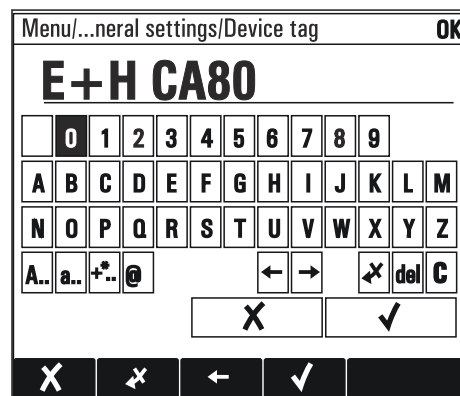 Menu/...neral settings/Device tag OK
E+H CA80
0 1 2 3 4 5 6 7 8 9
A B C D E F G H I J K L M
N O P Q R S T U V W X Y Z
A.. a.. +*.. @ ← → del C
✗ ✓
✗ ← ✓